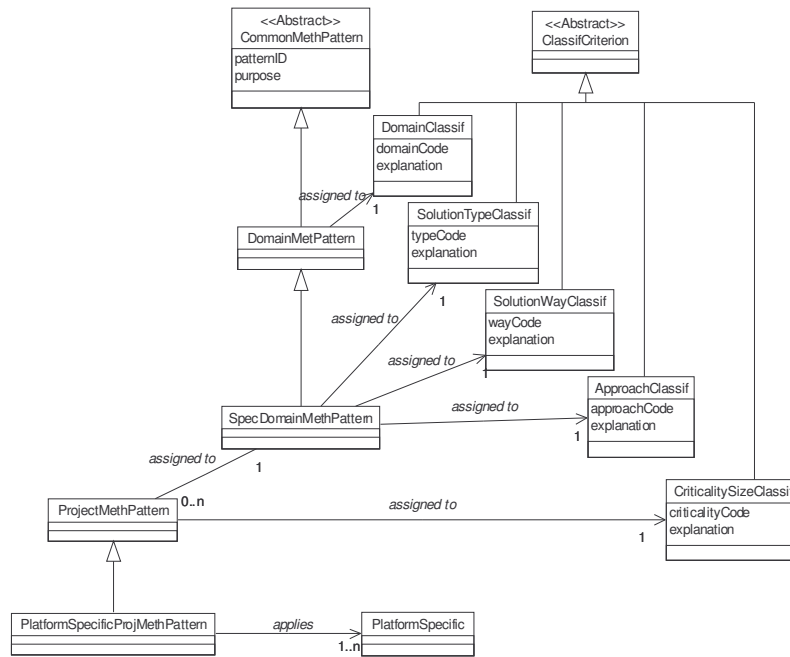 <<Abstract>>
CommonMethPattern
patternID
purpose
<<Abstract>>
ClassifCriterion
DomainClassif
domainCode
explanation
assigned to
1
DomainMetPattern
SolutionTypeClassif
typeCode
explanation
1
assigned to
SolutionWayClassif
wayCode
explanation
assigned to
1
ApproachClassif
approachCode
explanation
assigned to
1
SpecDomainMethPattern
assigned to
1
0..n
ProjectMethPattern
assigned to
1
CriticalitySizeClassif
criticalityCode
explanation
PlatformSpecificProjMethPattern
applies
1..n
PlatformSpecific